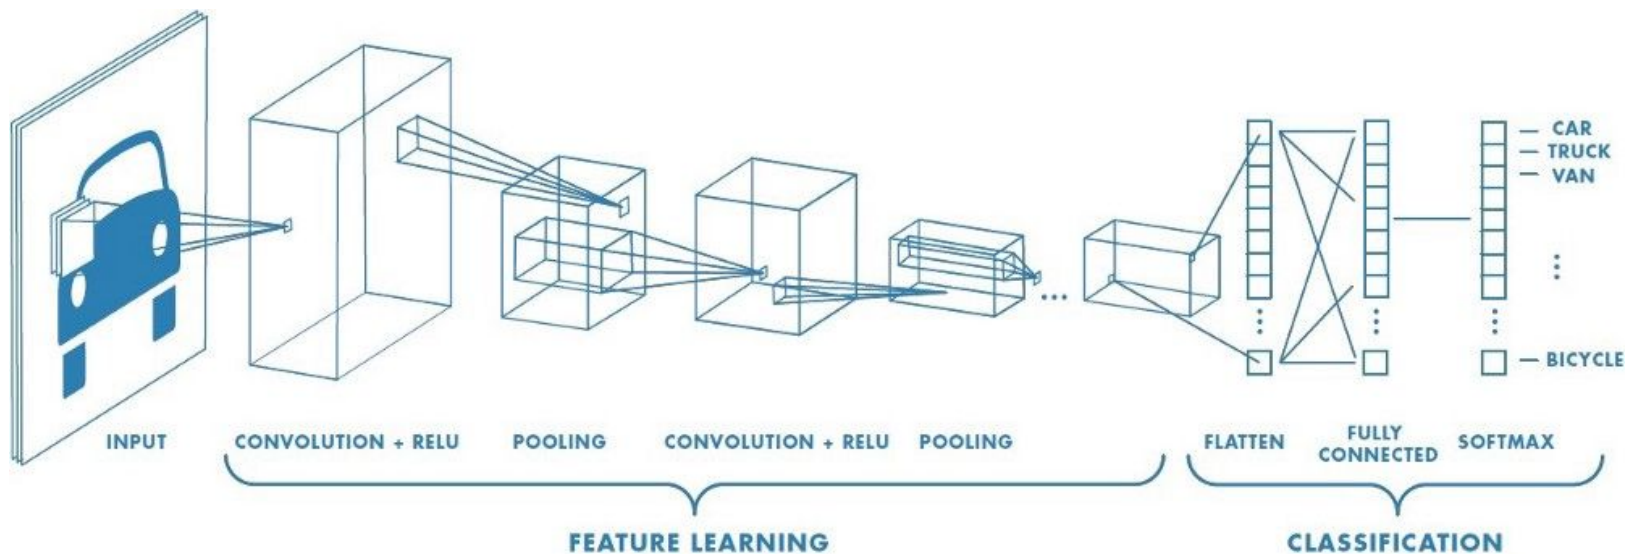 CAR
TRUCK
VAN
BICYCLE
INPUT
CONVOLUTION + RELU
POOLING
CONVOLUTION + RELU
POOLING
FLATTEN
FULLY
CONNECTED
SOFTMAX
FEATURE LEARNING
CLASSIFICATION